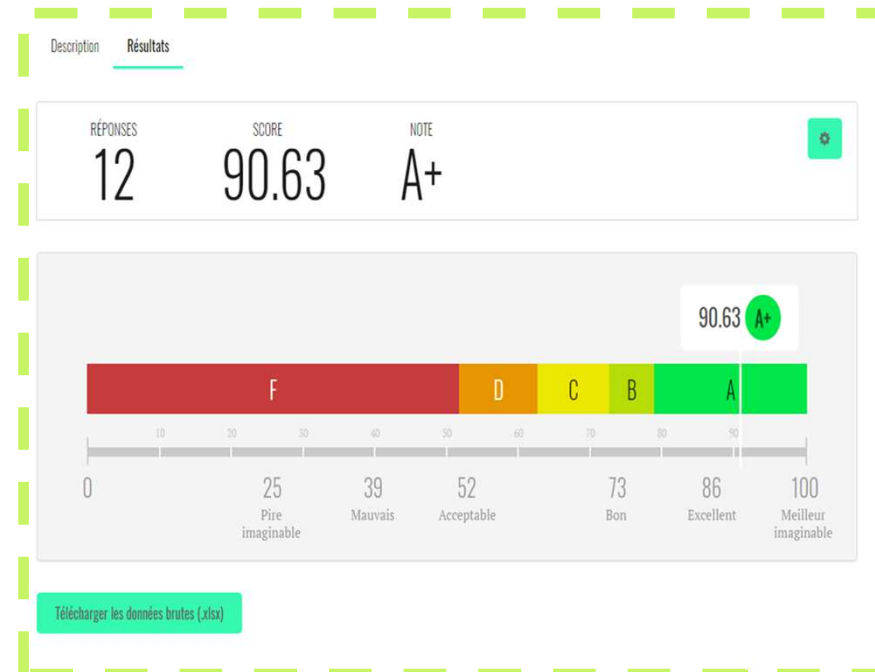 Description Résultats
RÉPONSES SCORE NOTE
12 90.63 A+
90.63 A+
F D C B A
10 20 30 40 50 60 70 80 90
0 25 39 52 73 86 100
Pire Mauvais Acceptable Bon Excellent Meilleur
imaginable imaginable
Télécharger les données brutes (.xlsx)